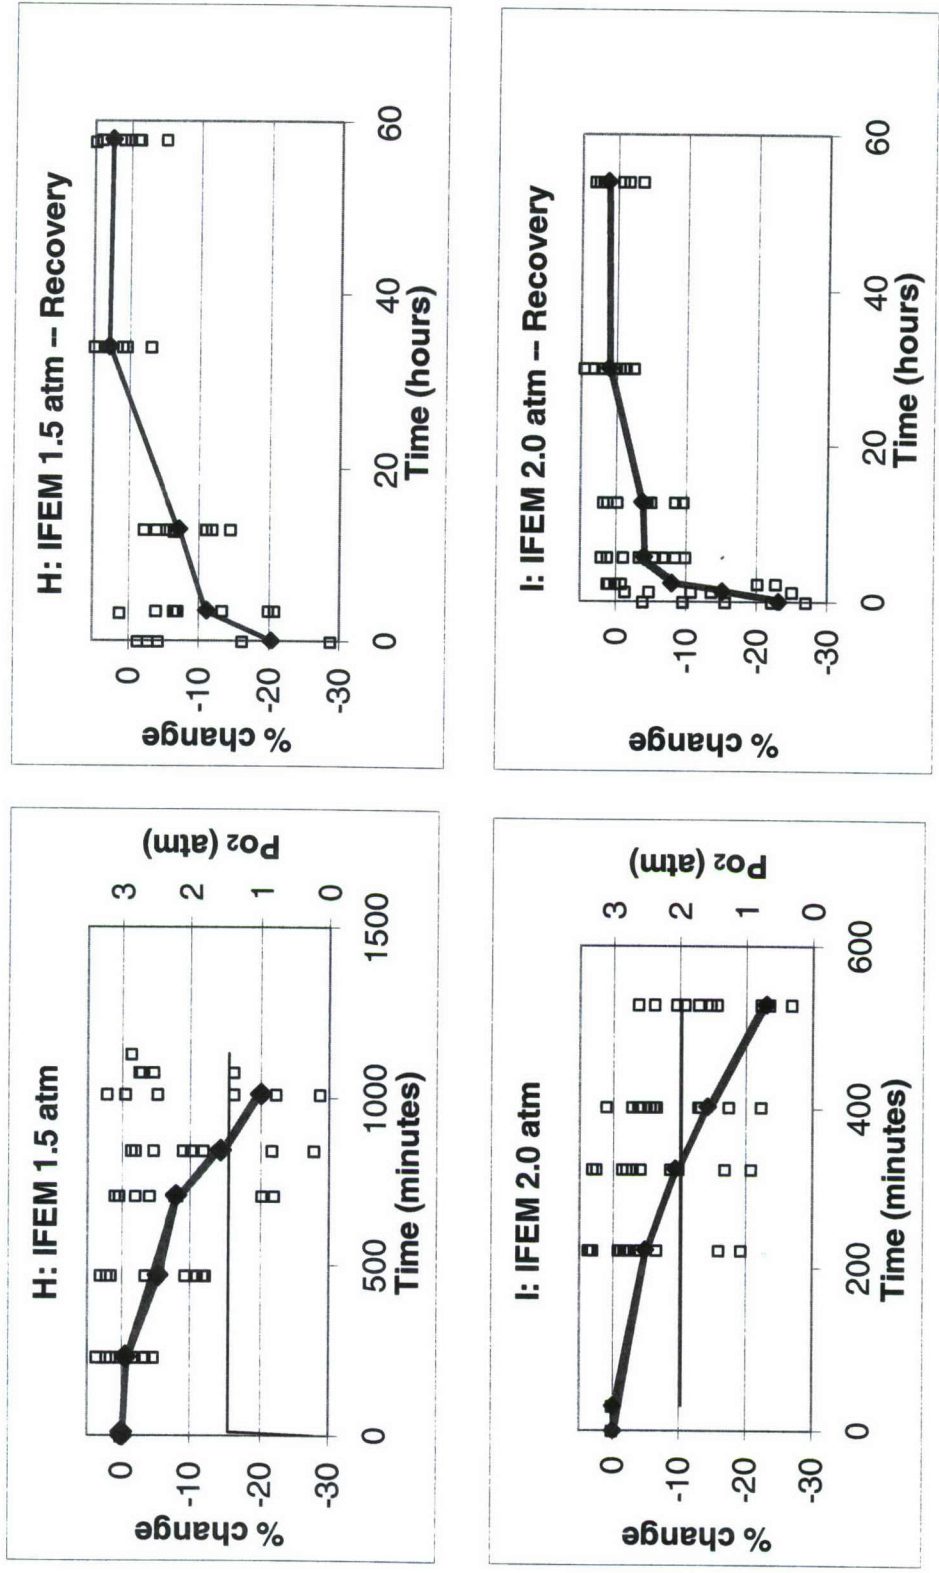 H: IFEM 1.5 atm
% change
0
-10
-20
-30
Po2 (atm)
3
2
1
0
0 500 1000 1500
Time (minutes)
H: IFEM 1.5 atm -- Recovery
% change
0
-10
-20
-30
0 20 40 60
Time (hours)
I: IFEM 2.0 atm
% change
0
-10
-20
-30
Po2 (atm)
3
2
1
0
0 200 400 600
Time (minutes)
I: IFEM 2.0 atm -- Recovery
% change
0
-10
-20
-30
0 20 40 60
Time (hours)